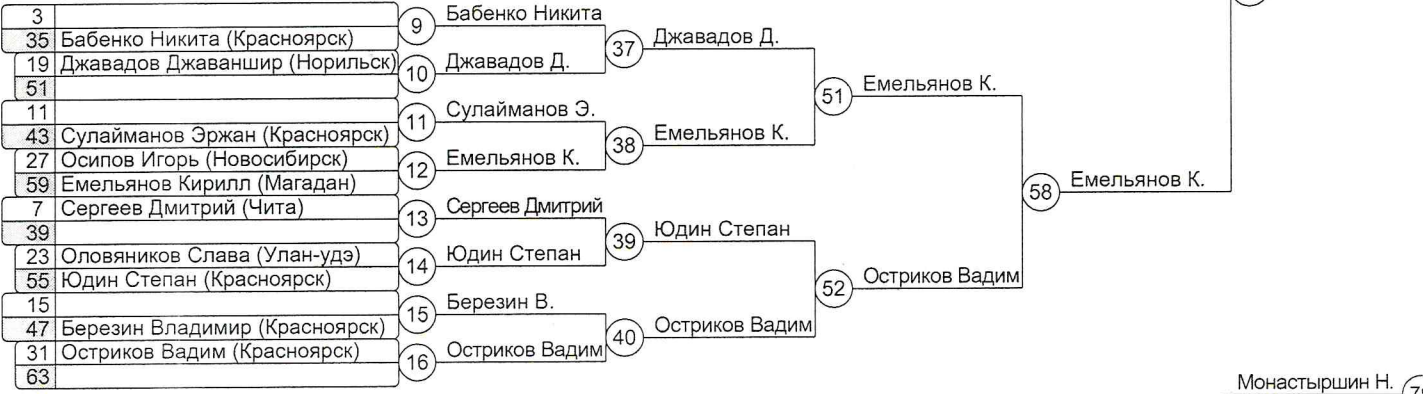 3
35 Бабенко Никита (Красноярск)
19 Джавадов Джаваншир (Норильск)
51
11
43 Сулайманов Эржан (Красноярск)
27 Осипов Игорь (Новосибирск)
59 Емельянов Кирилл (Магадан)
7 Сергеев Дмитрий (Чита)
39
23 Оловяников Слава (Улан-удэ)
55 Юдин Степан (Красноярск)
15
47 Березин Владимир (Красноярск)
31 Остриков Вадим (Красноярск)
63
9 Бабенко Никита
10 Джавадов Д.
11 Сулайманов Э.
12 Емельянов К.
13 Сергеев Дмитрий
14 Юдин Степан
15 Березин В.
16 Остриков Вадим
37 Джавадов Д.
38 Емельянов К.
39 Юдин Степан
40 Остриков Вадим
51 Емельянов К.
52 Остриков Вадим
58 Емельянов К.
Монастыршин Н.